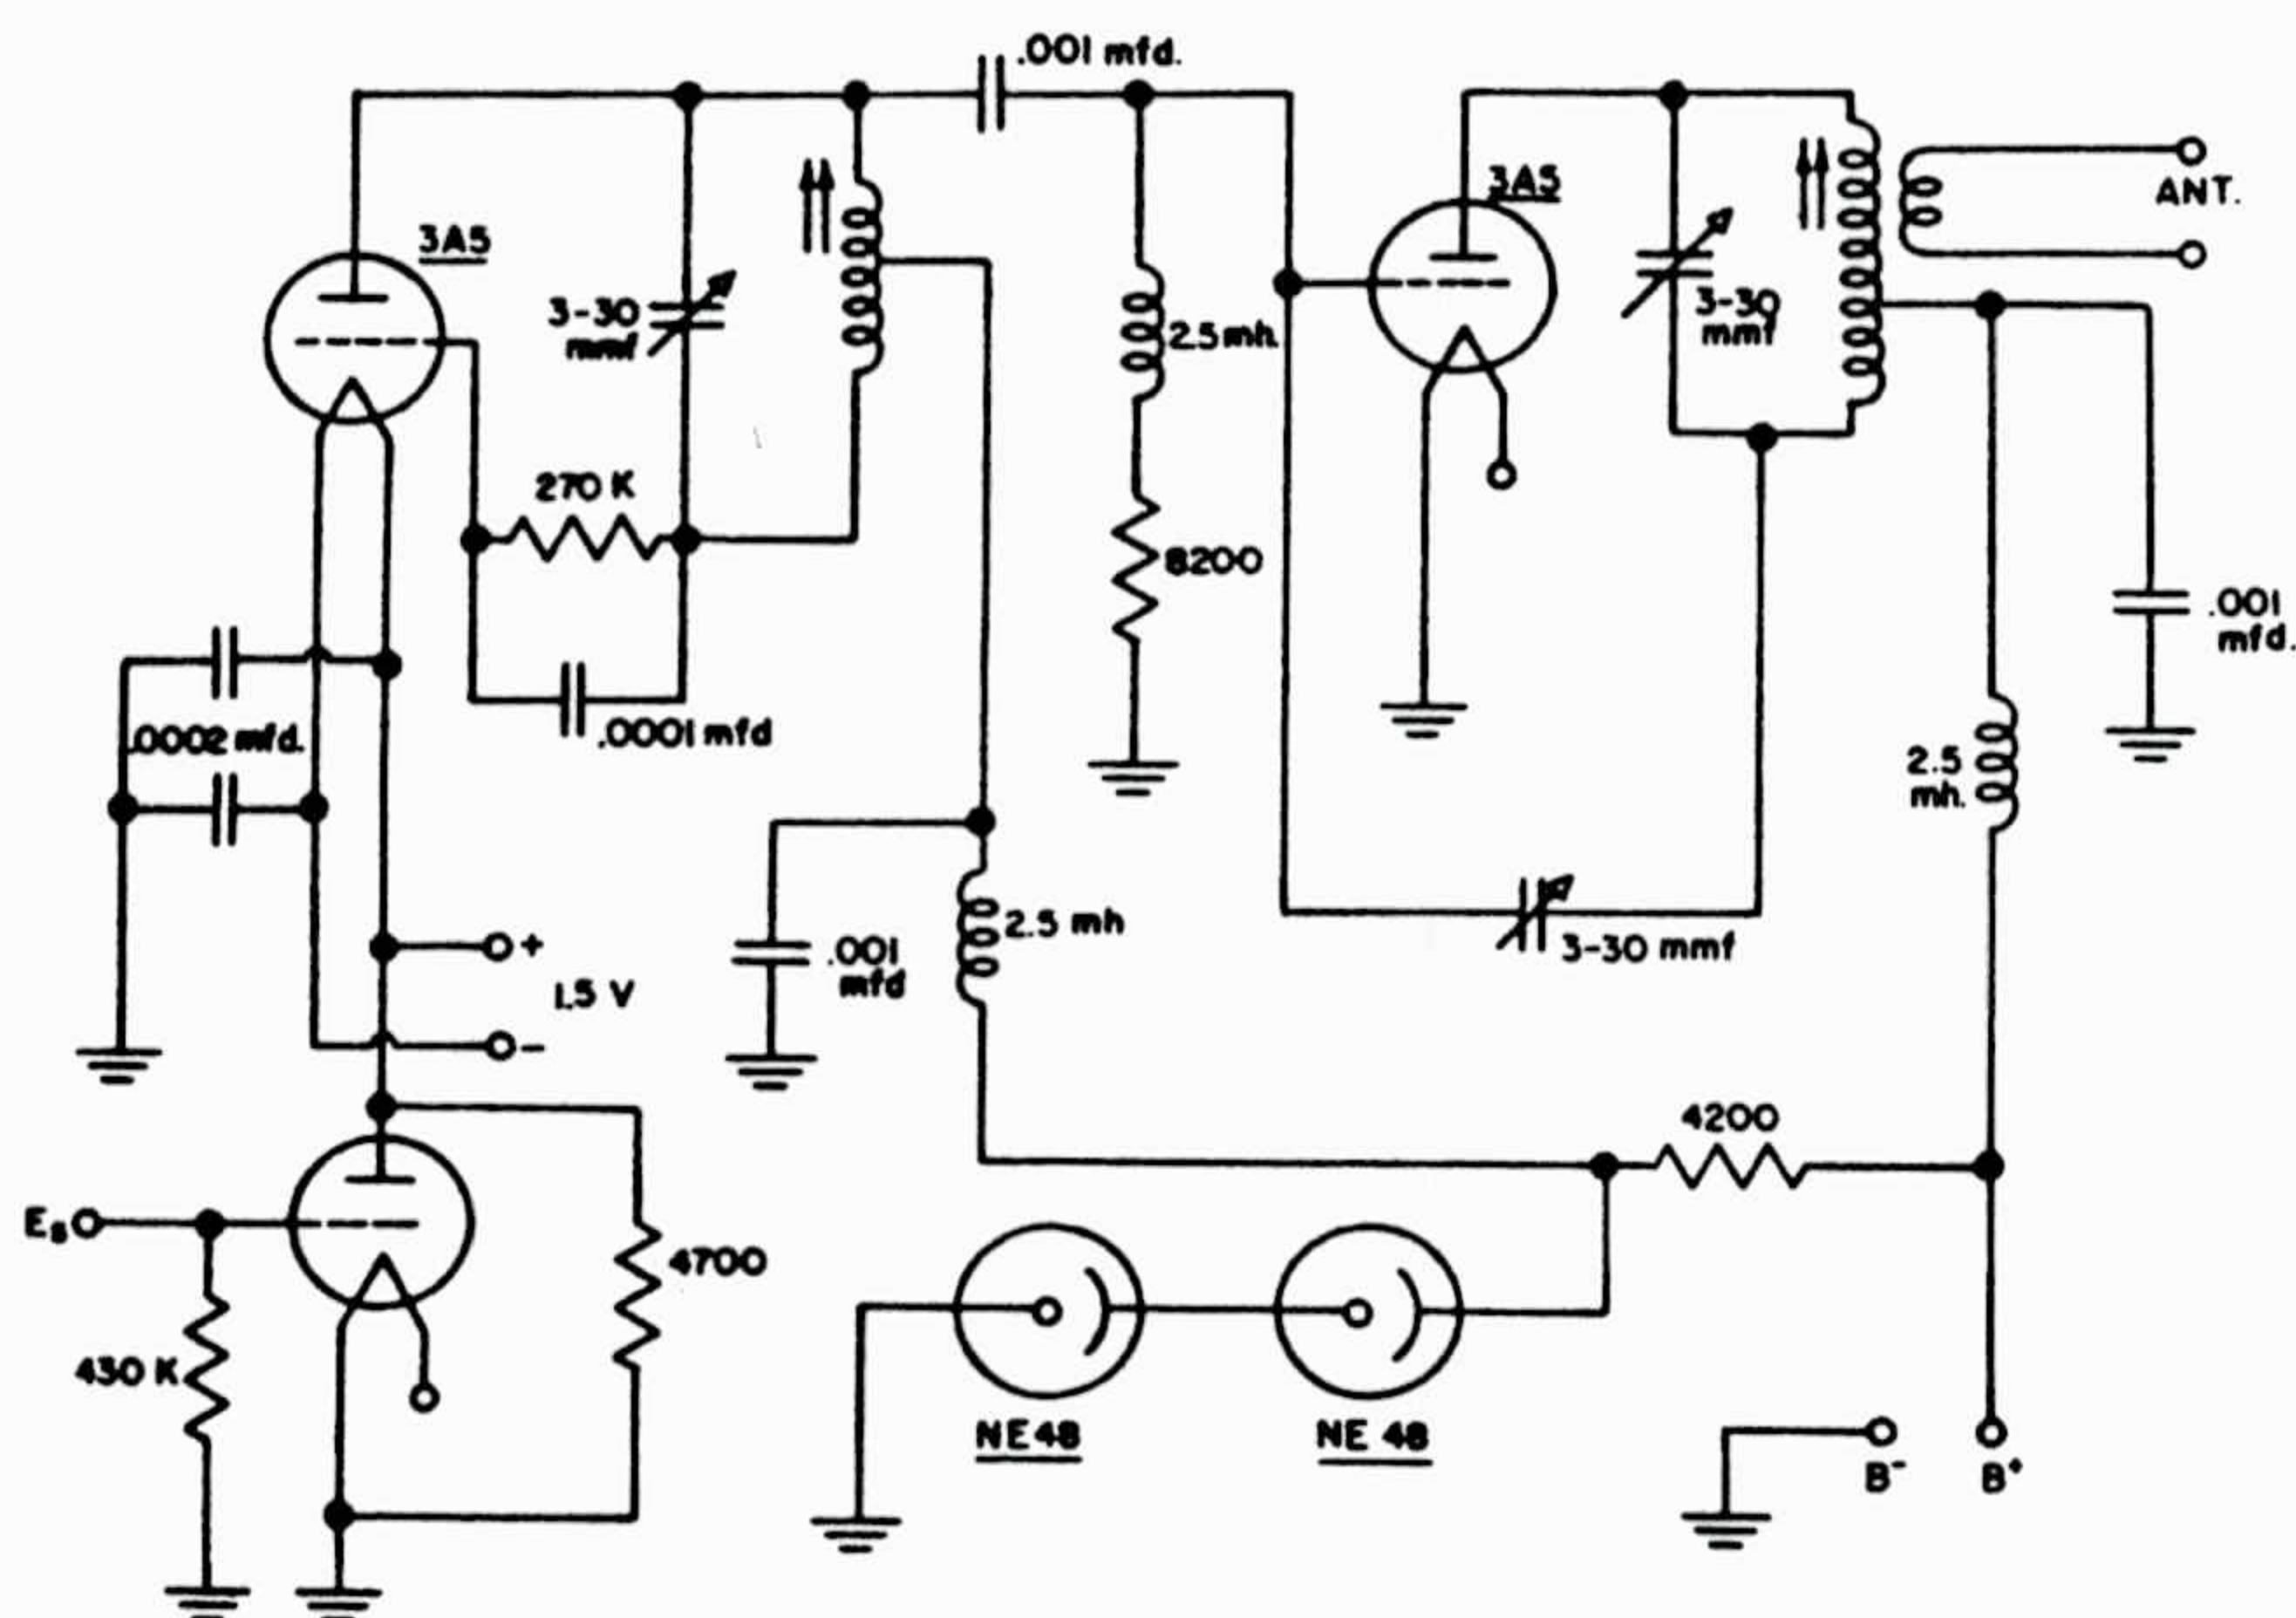 .001 mfd.
3A5
3A5
ANT.
3-30
mmf
2.5 mh.
3-30
mmf
270 K
8200
.001
mfd.
.0002 mfd.
.0001 mfd
2.5
mh.
2.5 mh
+
1.5 V
-
.001
mfd
3-30 mmf
4200
Es
4700
430 K
NE48
NE 48
B-
B+